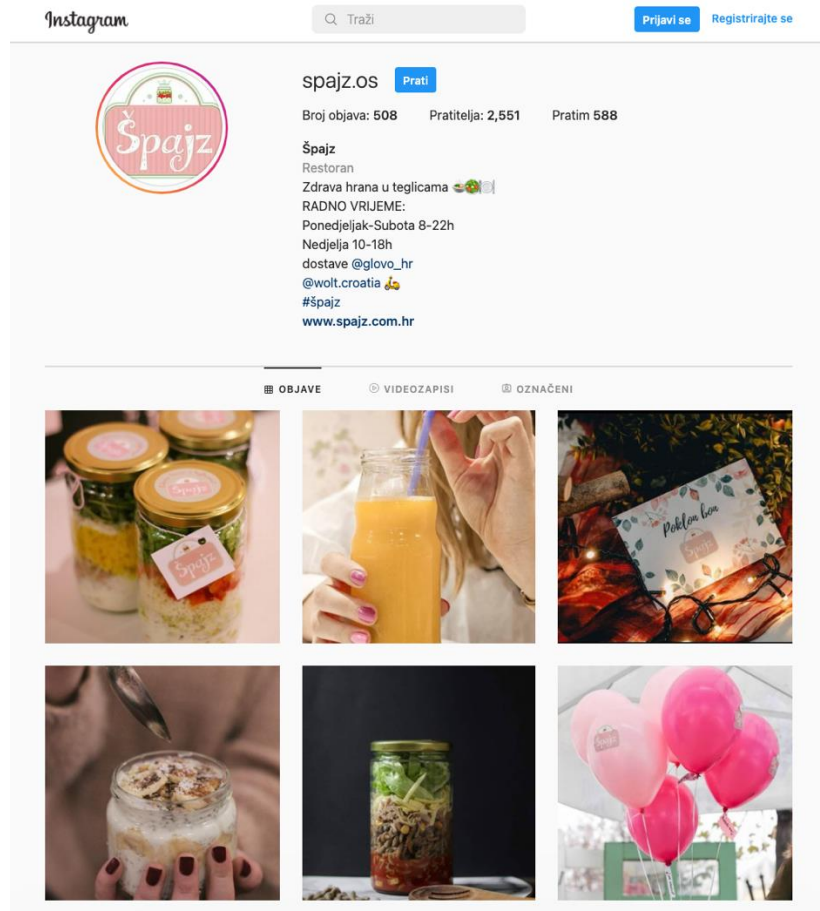 Instagram
Traži
Prijavi se
Registrirajte se
Špajz
spajz.os
Prati
Broj objava: 508 Pratitelja: 2,551 Pratim 588
Špajz
Restoran
Zdrava hrana u teglicama 🥗🍽️
RADNO VRIJEME:
Ponedjeljak-Subota 8-22h
Nedjelja 10-18h
dostave @glovo_hr
@wolt.croatia 🛵
#špajz
www.spajz.com.hr
OBJAVE
VIDEOZAPISI
OZNAČENI
Špajz
Špajz
Poklon bon
Špajz
Špajz